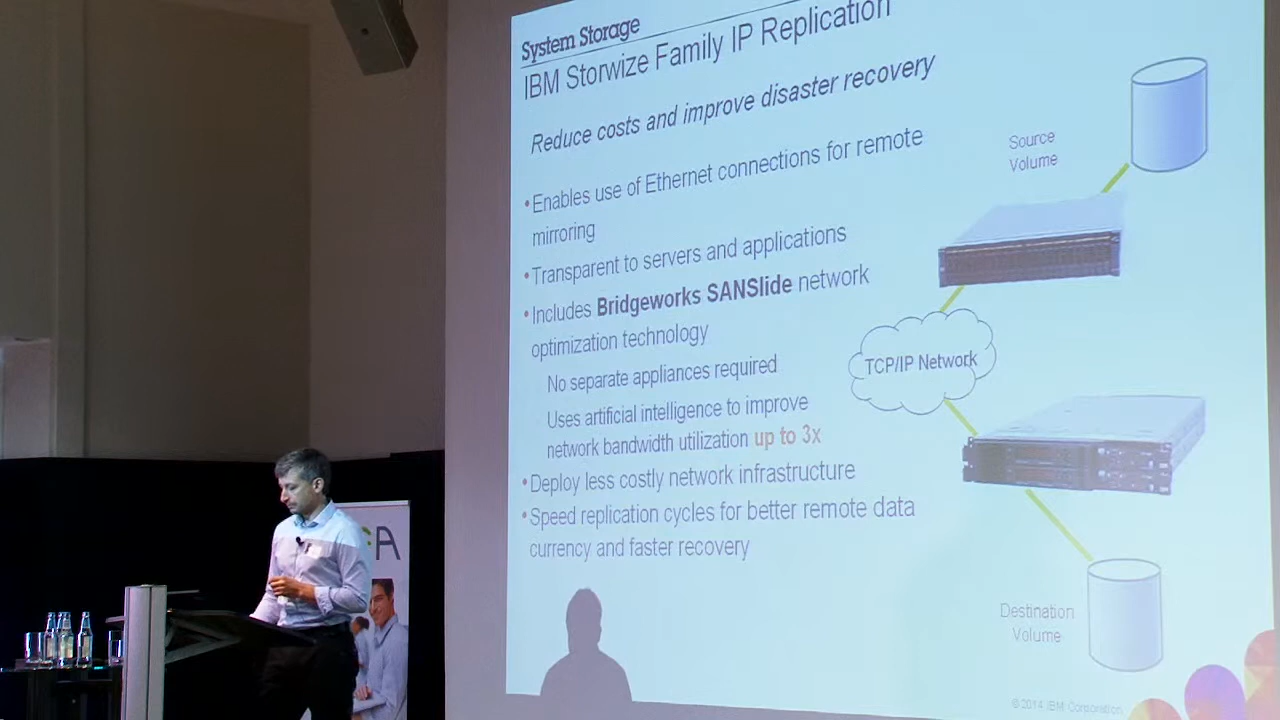 System Storage
IBM Storwize Family IP Replication
Reduce costs and improve disaster recovery
•Enables use of Ethernet connections for remote
mirroring
•Transparent to servers and applications
•Includes Bridgeworks SANSlide network
optimization technology
No separate appliances required
Uses artificial intelligence to improve
network bandwidth utilization up to 3x
•Deploy less costly network infrastructure
•Speed replication cycles for better remote data
currency and faster recovery
Source
Volume
TCP/IP Network
Destination
Volume
© 2014 IBM Corporation